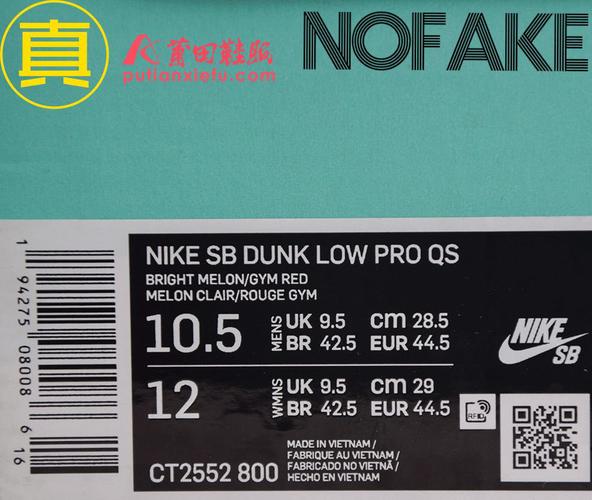 真
莆田鞋服
putianxiefu.com
NOFAKE
NIKE SB DUNK LOW PRO QS
BRIGHT MELON/GYM RED
MELON CLAIR/ROUGE GYM
10.5 MENS UK 9.5 cm 28.5
BR 42.5 EUR 44.5
12 WMNS UK 9.5 cm 29
BR 42.5 EUR 44.5
NIKE SB
RFID
CT2552 800
MADE IN VIETNAM /
FABRIQUE AU VIETNAM /
FABRICADO NO VIETNÃ /
HECHO EN VIETNAM
1 94275 08008 6 16